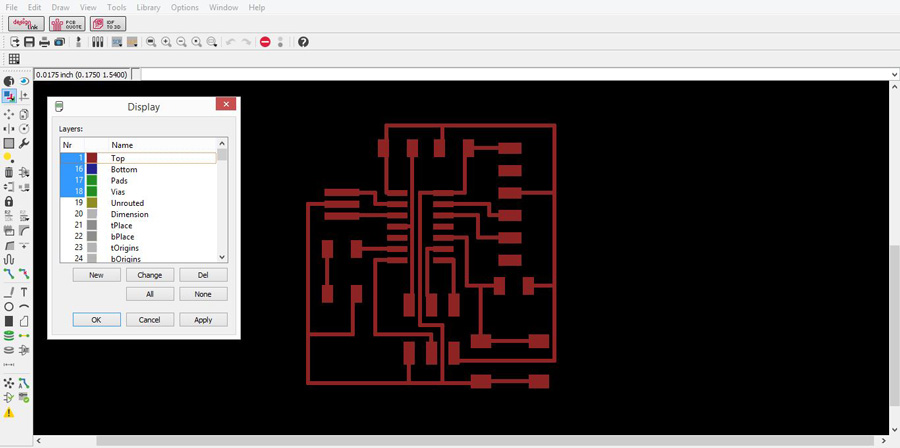 File Edit Draw View Tools Library Options Window Help
design link PCB QUOTE IDF TO 3D
0.0175 inch (0.1750 1.5400)
Display
Layers:
Nr Name
1 Top
16 Bottom
17 Pads
18 Vias
19 Unrouted
20 Dimension
21 tPlace
22 bPlace
23 tOrigins
24 bOrigins
New Change Del
All None
OK Cancel Apply